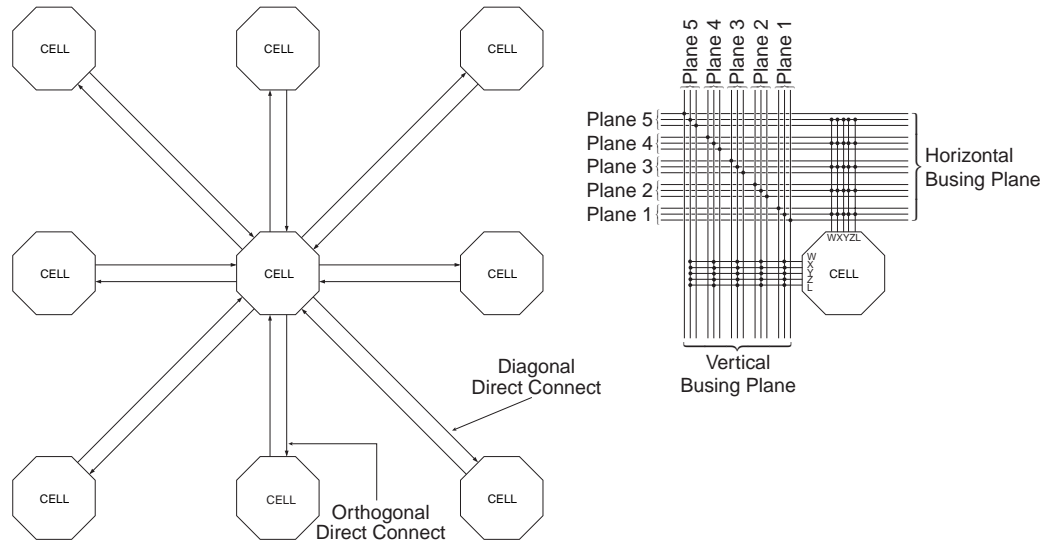 CELL
CELL
CELL
CELL
CELL
CELL
CELL
CELL
CELL
Diagonal
Direct Connect
Orthogonal
Direct Connect
Plane 5
Plane 4
Plane 3
Plane 2
Plane 1
Plane 5
Plane 4
Plane 3
Plane 2
Plane 1
Horizontal
Busing Plane
WXYZL
W
X
Y
Z
L
CELL
Vertical
Busing Plane